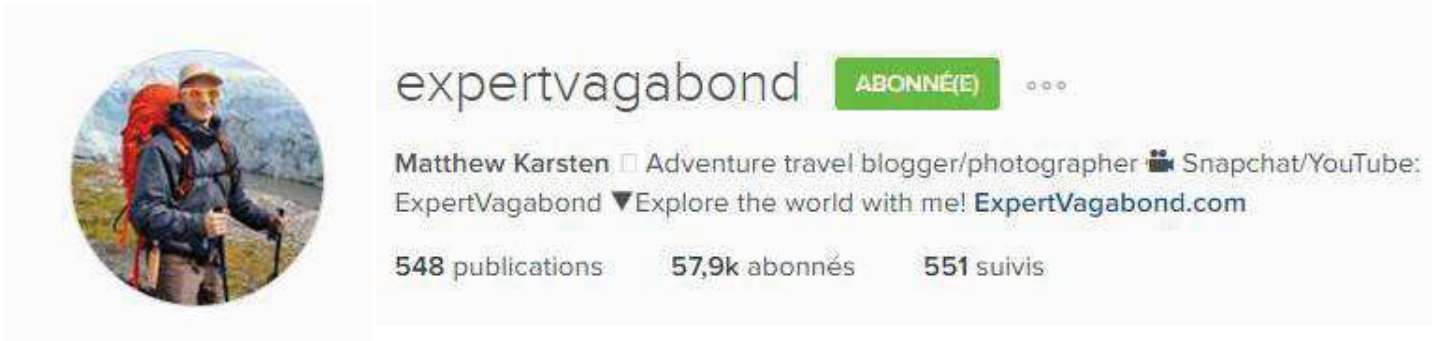 expertvagabond ABONNÉ(E)
Matthew Karsten Adventure travel blogger/photographer 🎥 Snapchat/YouTube:
ExpertVagabond ▼Explore the world with me! ExpertVagabond.com
548 publications 57,9k abonnés 551 suivis